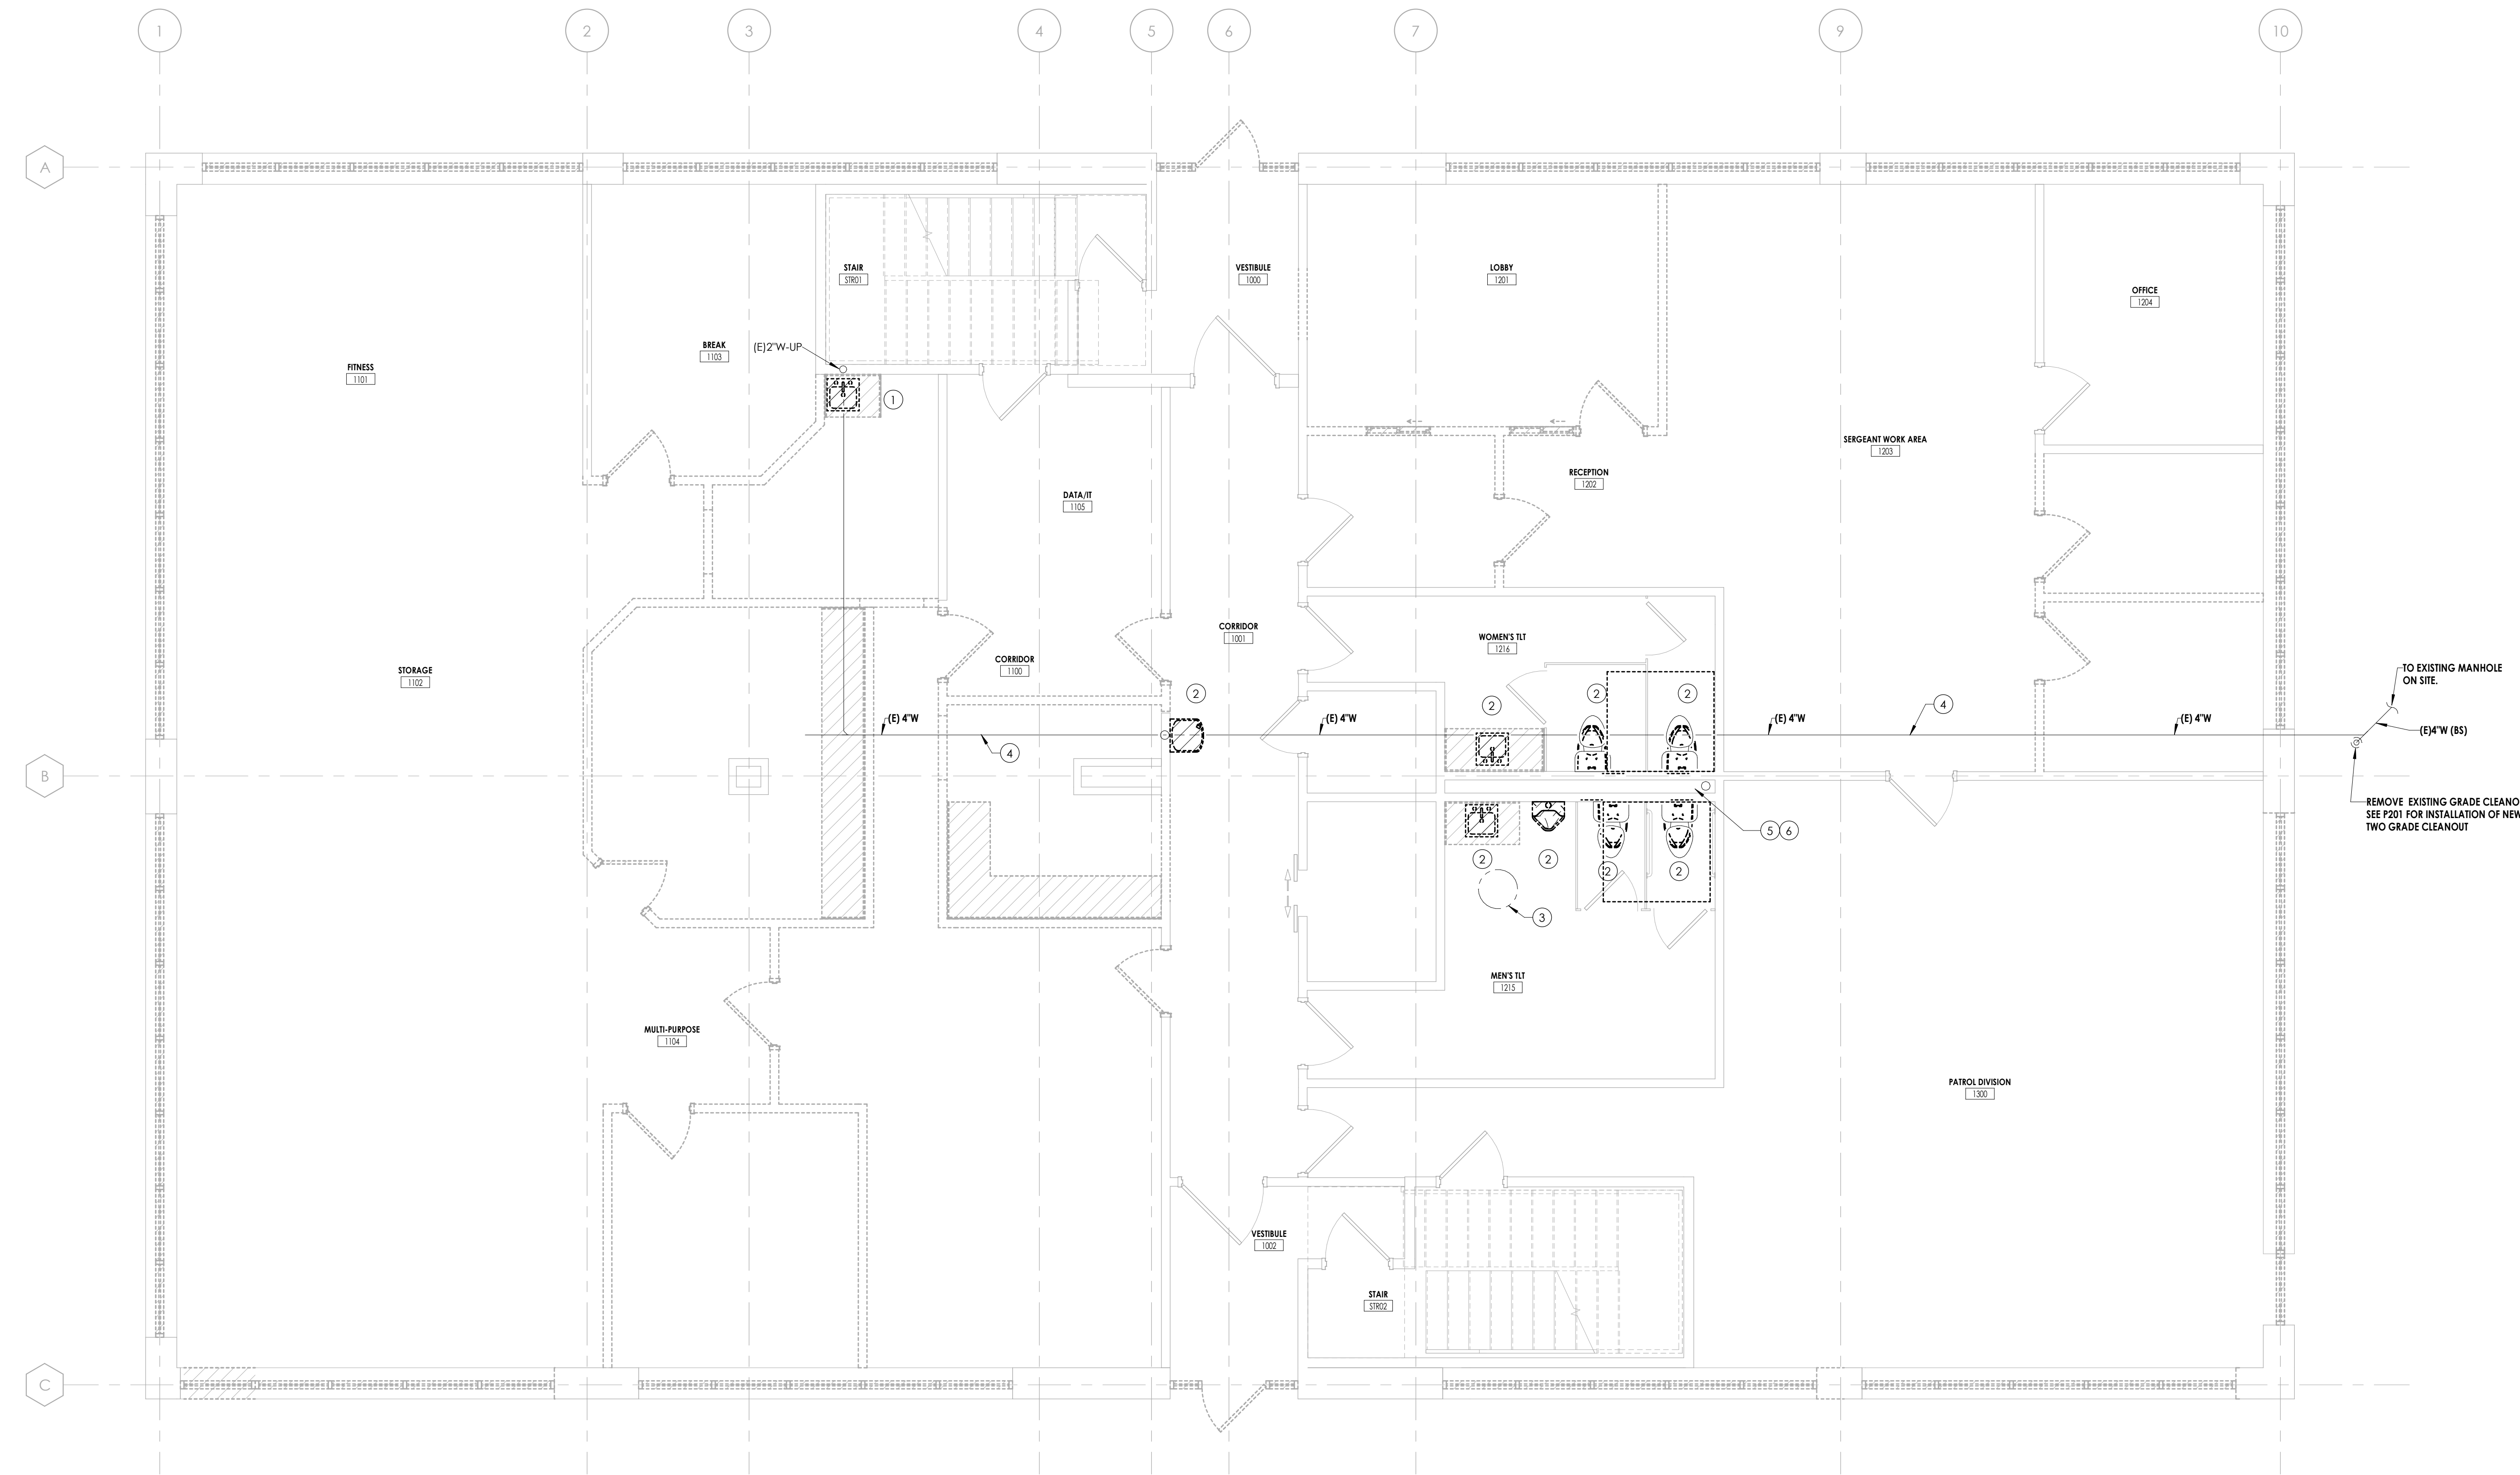 1
2
3
4
5
6
7
9
10
A
B
C
STAIR
STR01
VESTIBULE
1000
LOBBY
1201
OFFICE
1204
BREAK
1103
(E)2"W-UP
FITNESS
1101
1
SERGEANT WORK AREA
1203
RECEPTION
1202
DATA/IT
1105
CORRIDOR
1001
WOMEN'S TLT
1216
CORRIDOR
1100
STORAGE
1102
TO EXISTING MANHOLE
ON SITE.
2
2
2
2
(E) 4"W
4
(E) 4"W
(E) 4"W
4
(E) 4"W
(E)4"W (BS)
REMOVE EXISTING GRADE CLEANO
SEE P201 FOR INSTALLATION OF NEW
TWO GRADE CLEANOUT
5
6
2
2
2
2
3
MEN'S TLT
1215
MULTI-PURPOSE
1104
PATROL DIVISION
1300
VESTIBULE
1002
STAIR
STR02